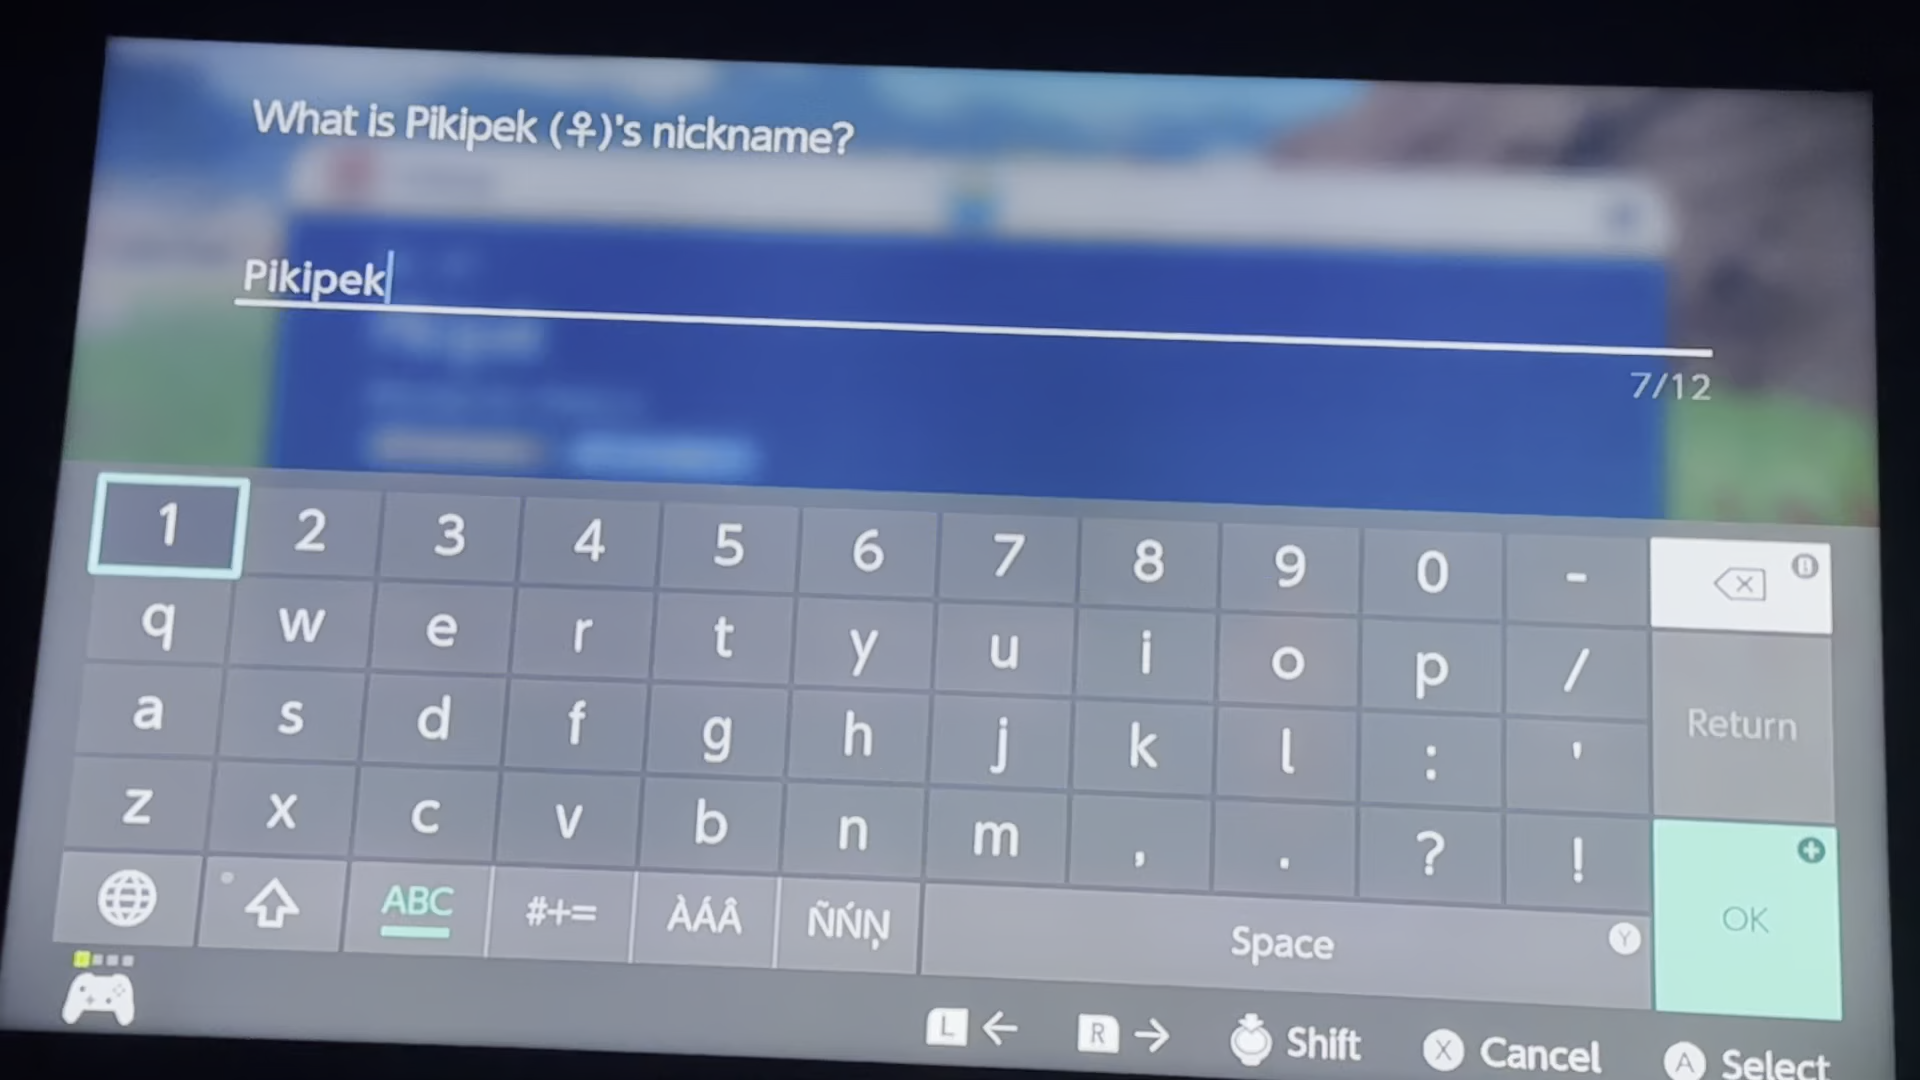 What is Pikipek (♀)'s nickname?
Pikipek
7/12
1 2 3 4 5 6 7 8 9 0 - B
q w e r t y u i o p /
a s d f g h j k l : ' Return
z x c v b n m , . ? !
ABC #+= ÀÁÂ ÑŃŅ Space Y OK
L ← R → Shift X Cancel A Select